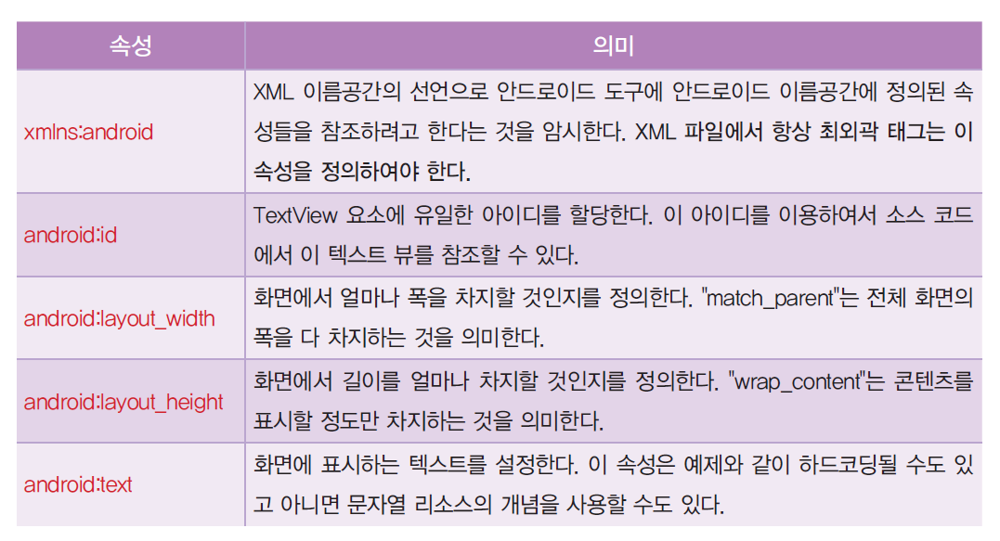 속성
의미
xmlns:android
XML 이름공간의 선언으로 안드로이드 도구에 안드로이드 이름공간에 정의된 속
성들을 참조하려고 한다는 것을 암시한다. XML 파일에서 항상 최외곽 태그는 이
속성을 정의하여야 한다.
android:id
TextView 요소에 유일한 아이디를 할당한다. 이 아이디를 이용하여서 소스 코드
에서 이 텍스트 뷰를 참조할 수 있다.
android:layout_width
화면에서 얼마나 폭을 차지할 것인지를 정의한다. "match_parent"는 전체 화면의
폭을 다 차지하는 것을 의미한다.
android:layout_height
화면에서 길이를 얼마나 차지할 것인지를 정의한다. "wrap_content"는 콘텐츠를
표시할 정도만 차지하는 것을 의미한다.
android:text
화면에 표시하는 텍스트를 설정한다. 이 속성은 예제와 같이 하드코딩될 수도 있
고 아니면 문자열 리소스의 개념을 사용할 수도 있다.